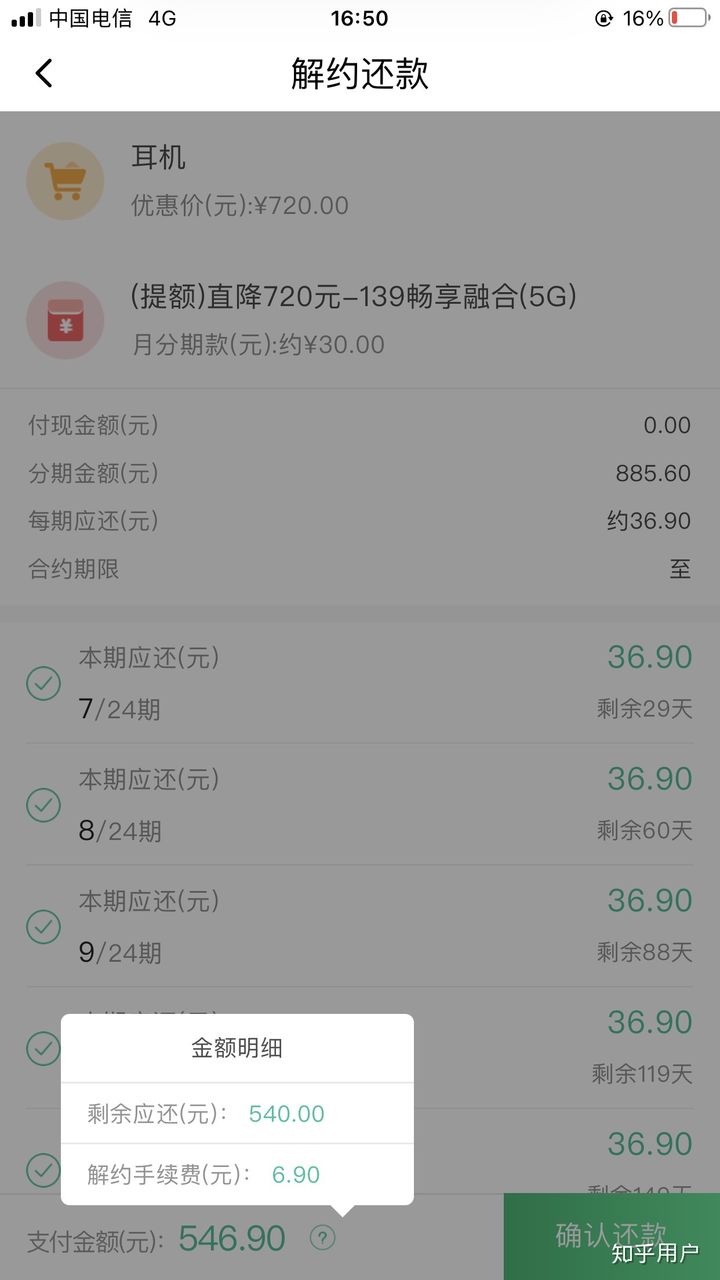 中国电信 4G 16:50 16%
解约还款
耳机
优惠价(元):¥720.00
(提额)直降720元–139畅享融合(5G)
月分期款(元):约¥30.00
付现金额(元) 0.00
分期金额(元) 885.60
每期应还(元) 约36.90
合约期限 至
本期应还(元) 36.90
7/24期 剩余29天
本期应还(元) 36.90
8/24期 剩余60天
本期应还(元) 36.90
9/24期 剩余88天
36.90
剩余119天
36.90
金额明细
剩余应还(元): 540.00
解约手续费(元): 6.90
支付金额(元): 546.90 ?
确认还款
知乎用户